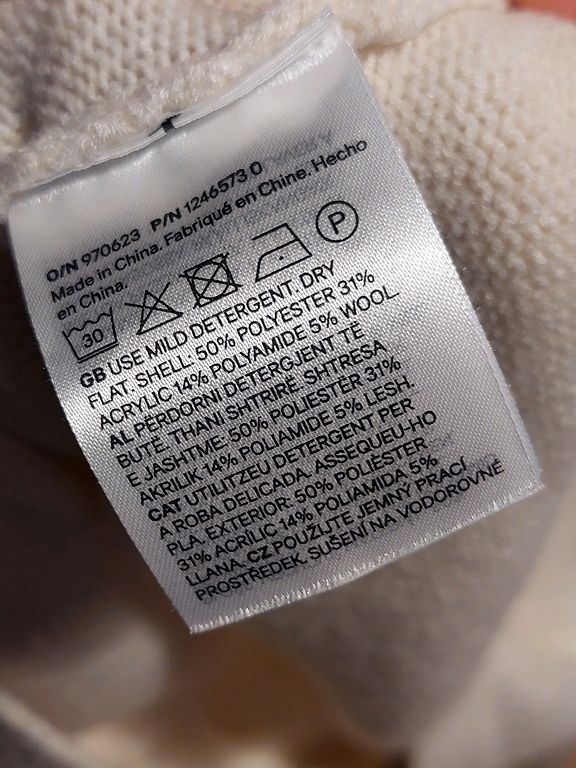 O/N 970623 P/N 1246573 0
Made in China. Fabriqué en Chine. Hecho
en China.
30 P
GB USE MILD DETERGENT. DRY
FLAT. SHELL: 50% POLYESTER 31%
ACRYLIC 14% POLYAMIDE 5% WOOL.
AL PERDORNI DETERGJENT TË
BUTË. THANI SHTRIRË. SHTRESA
E JASHTME: 50% POLIESTËR 31%
AKRILIK 14% POLIAMIDE 5% LESH.
CAT UTILITZEU DETERGENT PER
A ROBA DELICADA. ASSEQUEU-HO
PLA. EXTERIOR: 50% POLIÈSTER
31% ACRÍLIC 14% POLIAMIDA 5%
LLANA. CZ POUŽIJTE JEMNÝ PRACÍ
PROSTŘEDEK. SUŠENÍ NA VODOROVNÉ